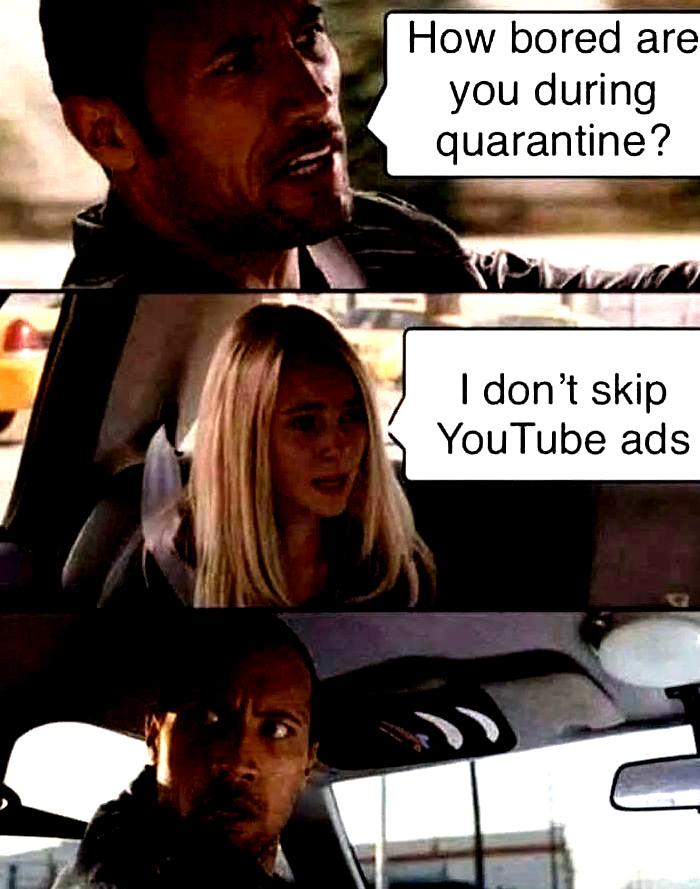 How bored are
you during
quarantine?
I don't skip
YouTube ads